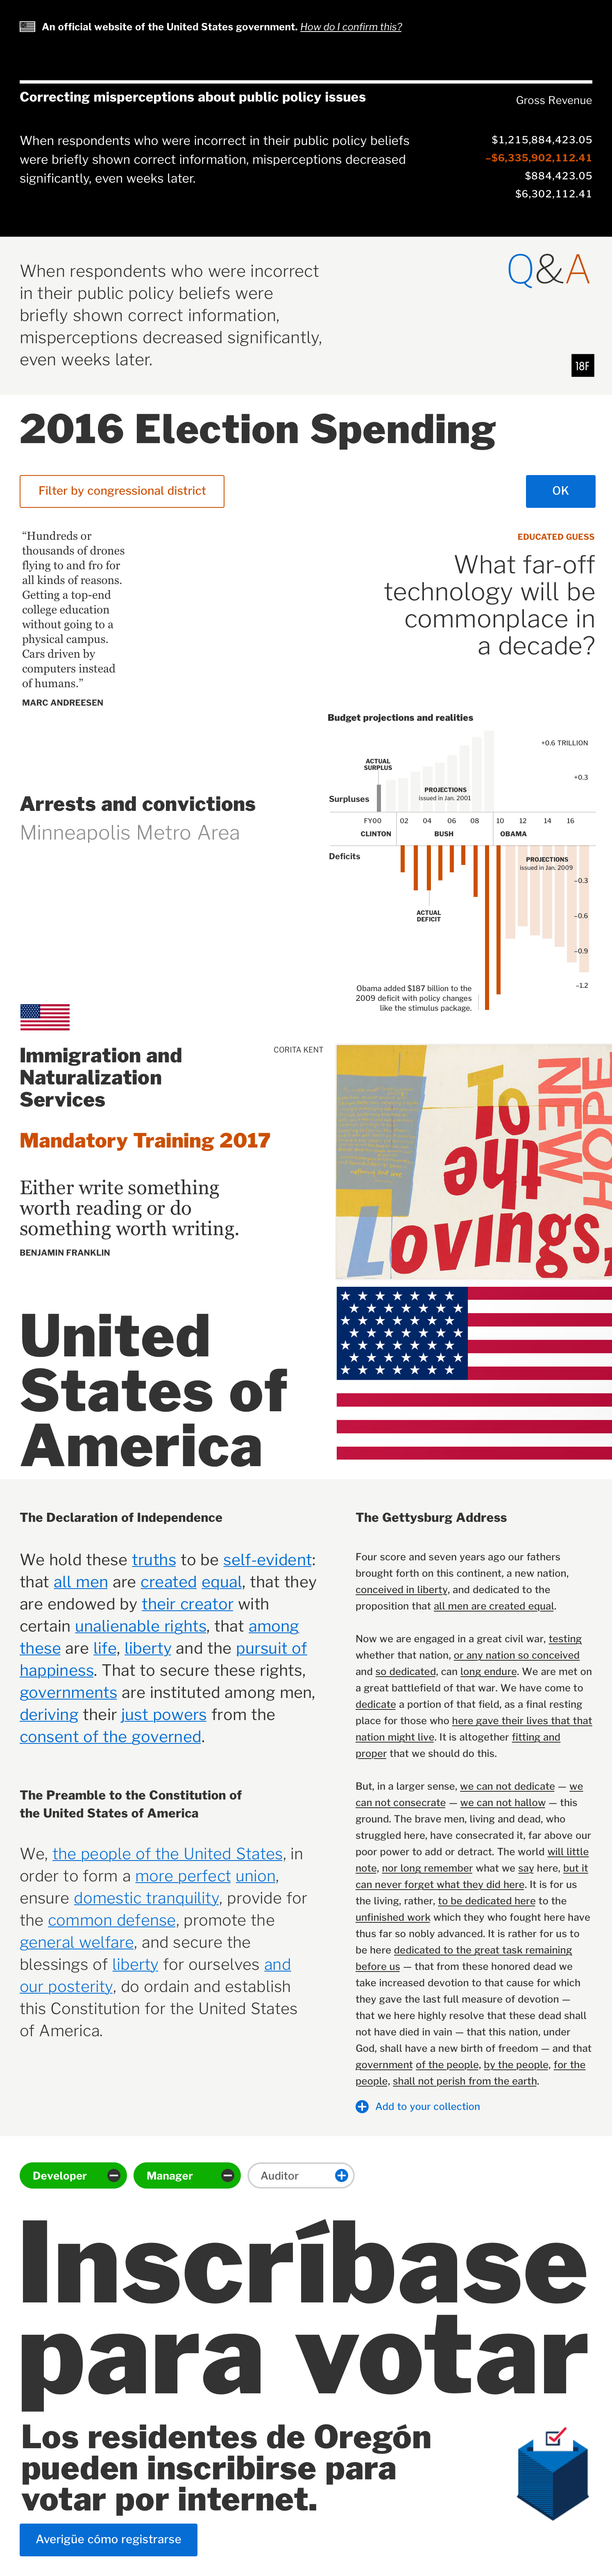 An official website of the United States government. How do I confirm this?
Correcting misperceptions about public policy issues
Gross Revenue
When respondents who were incorrect in their public policy beliefs
were briefly shown correct information, misperceptions decreased
significantly, even weeks later.
$1,215,884,423.05
–$6,335,902,112.41
$884,423.05
$6,302,112.41
When respondents who were incorrect
in their public policy beliefs were
briefly shown correct information,
misperceptions decreased significantly,
even weeks later.
Q&A
18F
2016 Election Spending
Filter by congressional district
OK
“Hundreds or
thousands of drones
flying to and fro for
all kinds of reasons.
Getting a top-end
college education
without going to a
physical campus.
Cars driven by
computers instead
of humans.”
MARC ANDREESEN
EDUCATED GUESS
What far-off
technology will be
commonplace in
a decade?
Arrests and convictions
Minneapolis Metro Area
Budget projections and realities
+0.6 TRILLION
ACTUAL
SURPLUS
+0.3
PROJECTIONS
issued in Jan. 2001
Surpluses
FY00 02 04 06 08 10 12 14 16
CLINTON BUSH OBAMA
Deficits
PROJECTIONS
issued in Jan. 2009
–0.3
ACTUAL
DEFICIT
–0.6
–0.9
–1.2
Obama added $187 billion to the
2009 deficit with policy changes
like the stimulus package.
Immigration and
Naturalization
Services
Mandatory Training 2017
Either write something
worth reading or do
something worth writing.
BENJAMIN FRANKLIN
CORITA KENT
To
the
Lovings,
NEW
HOPE
United
States of
America
The Declaration of Independence
We hold these truths to be self-evident:
that all men are created equal, that they
are endowed by their creator with
certain unalienable rights, that among
these are life, liberty and the pursuit of
happiness. That to secure these rights,
governments are instituted among men,
deriving their just powers from the
consent of the governed.
The Preamble to the Constitution of
the United States of America
We, the people of the United States, in
order to form a more perfect union,
ensure domestic tranquility, provide for
the common defense, promote the
general welfare, and secure the
blessings of liberty for ourselves and
our posterity, do ordain and establish
this Constitution for the United States
of America.
The Gettysburg Address
Four score and seven years ago our fathers
brought forth on this continent, a new nation,
conceived in liberty, and dedicated to the
proposition that all men are created equal.
Now we are engaged in a great civil war, testing
whether that nation, or any nation so conceived
and so dedicated, can long endure. We are met on
a great battlefield of that war. We have come to
dedicate a portion of that field, as a final resting
place for those who here gave their lives that that
nation might live. It is altogether fitting and
proper that we should do this.
But, in a larger sense, we can not dedicate — we
can not consecrate — we can not hallow — this
ground. The brave men, living and dead, who
struggled here, have consecrated it, far above our
poor power to add or detract. The world will little
note, nor long remember what we say here, but it
can never forget what they did here. It is for us
the living, rather, to be dedicated here to the
unfinished work which they who fought here have
thus far so nobly advanced. It is rather for us to
be here dedicated to the great task remaining
before us — that from these honored dead we
take increased devotion to that cause for which
they gave the last full measure of devotion —
that we here highly resolve that these dead shall
not have died in vain — that this nation, under
God, shall have a new birth of freedom — and that
government of the people, by the people, for the
people, shall not perish from the earth.
Add to your collection
Developer
Manager
Auditor
Inscríbase
para votar
Los residentes de Oregón
pueden inscribirse para
votar por internet.
Averigüe cómo registrarse